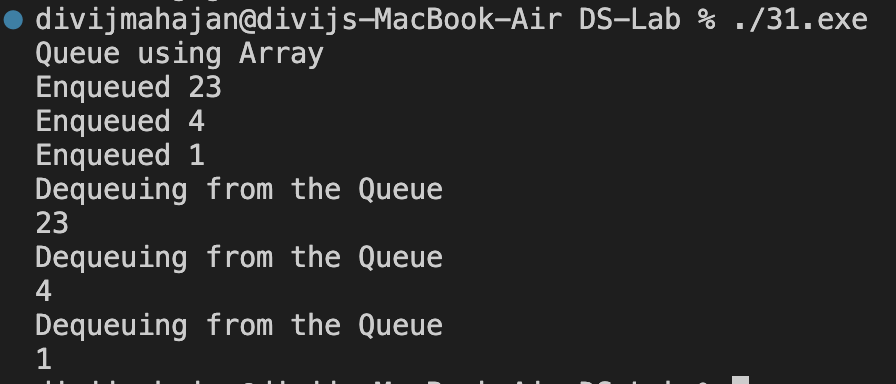 divijmahajan@divijs-MacBook-Air DS-Lab % ./31.exe
Queue using Array
Enqueued 23
Enqueued 4
Enqueued 1
Dequeuing from the Queue
23
Dequeuing from the Queue
4
Dequeuing from the Queue
1